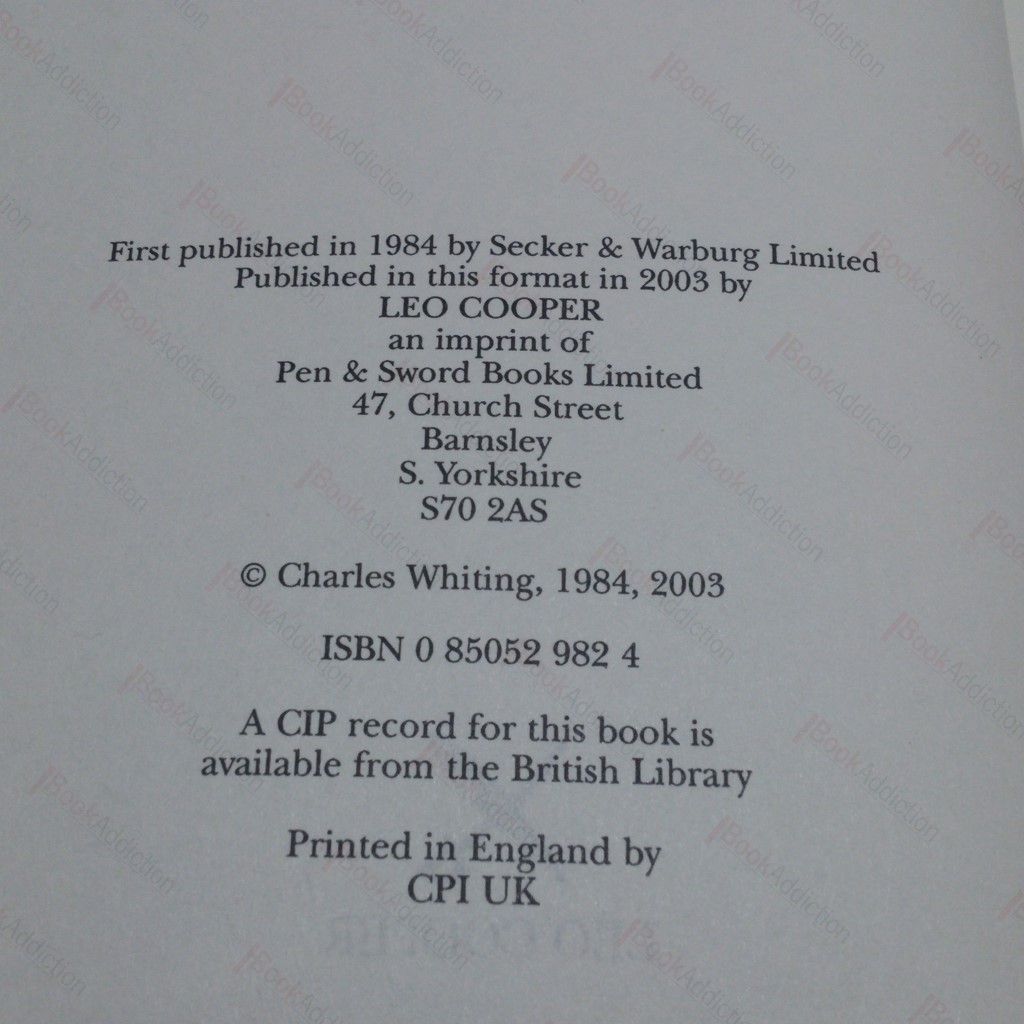 First published in 1984 by Secker & Warburg Limited
Published in this format in 2003 by
LEO COOPER
an imprint of
Pen & Sword Books Limited
47, Church Street
Barnsley
S. Yorkshire
S70 2AS
© Charles Whiting, 1984, 2003
ISBN 0 85052 982 4
A CIP record for this book is
available from the British Library
Printed in England by
CPI UK
LEO COOPER
BookAddiction